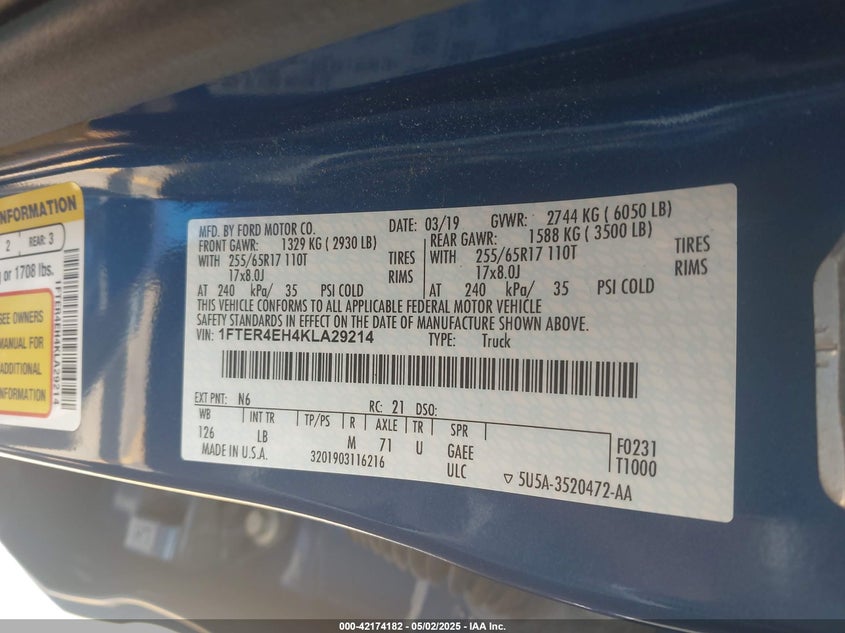 INFORMATION
2 REAR: 3
g or 1708 lbs.
SEE OWNERS
MANUAL FOR
ADDITIONAL
INFORMATION
1FTER4EH4KLA29214
MFD. BY FORD MOTOR CO. DATE: 03/19 GVWR: 2744 KG ( 6050 LB)
FRONT GAWR: 1329 KG ( 2930 LB) REAR GAWR: 1588 KG ( 3500 LB)
WITH 255/65R17 110T TIRES WITH 255/65R17 110T TIRES
17x8.0J RIMS 17x8.0J RIMS
AT 240 kPa/ 35 PSI COLD AT 240 kPa/ 35 PSI COLD
THIS VEHICLE CONFORMS TO ALL APPLICABLE FEDERAL MOTOR VEHICLE
SAFETY STANDARDS IN EFFECT ON THE DATE OF MANUFACTURE SHOWN ABOVE.
VIN: 1FTER4EH4KLA29214 TYPE: Truck
EXT PNT: N6 RC: 21 DSO:
WB INT TR TP/PS R AXLE TR SPR
126 LB M 71 U GAEE F0231
MADE IN U.S.A. 3201903116216 ULC T1000
5U5A-3520472-AA
000-42174182 - 05/02/2025 - IAA Inc.